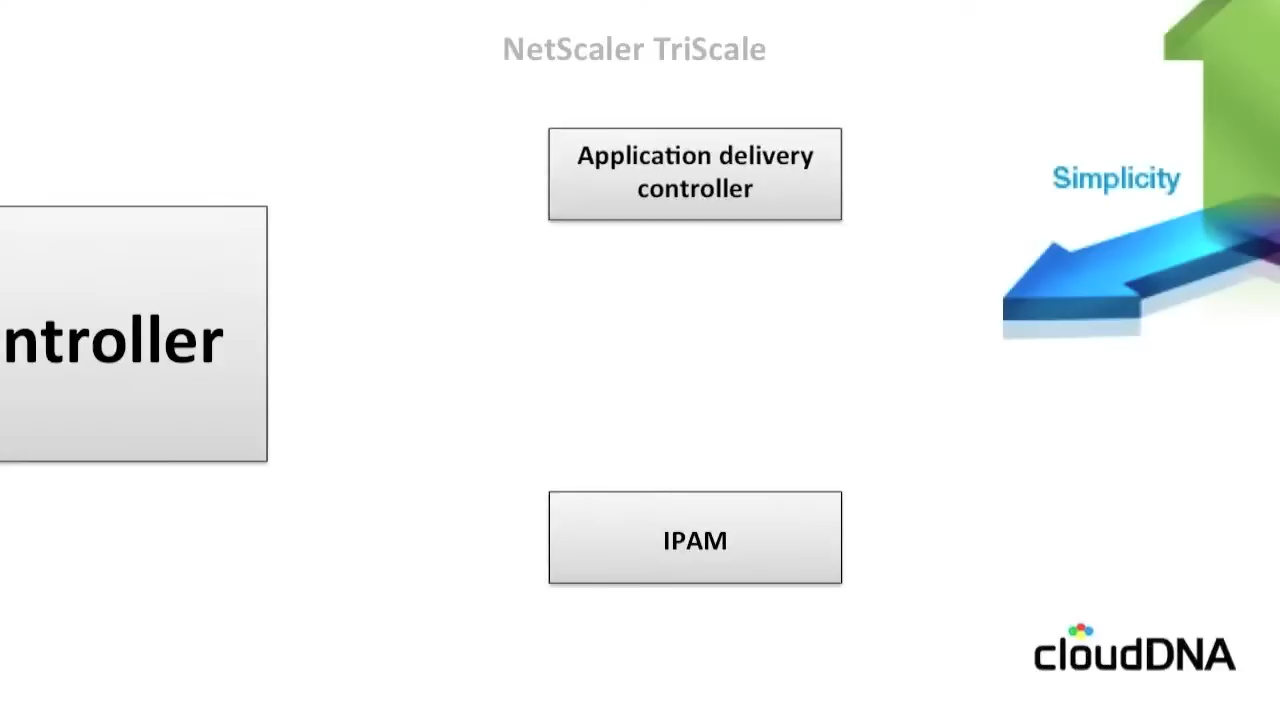 NetScaler TriScale
Application delivery
controller
Simplicity
ntroller
IPAM
cloudDNA